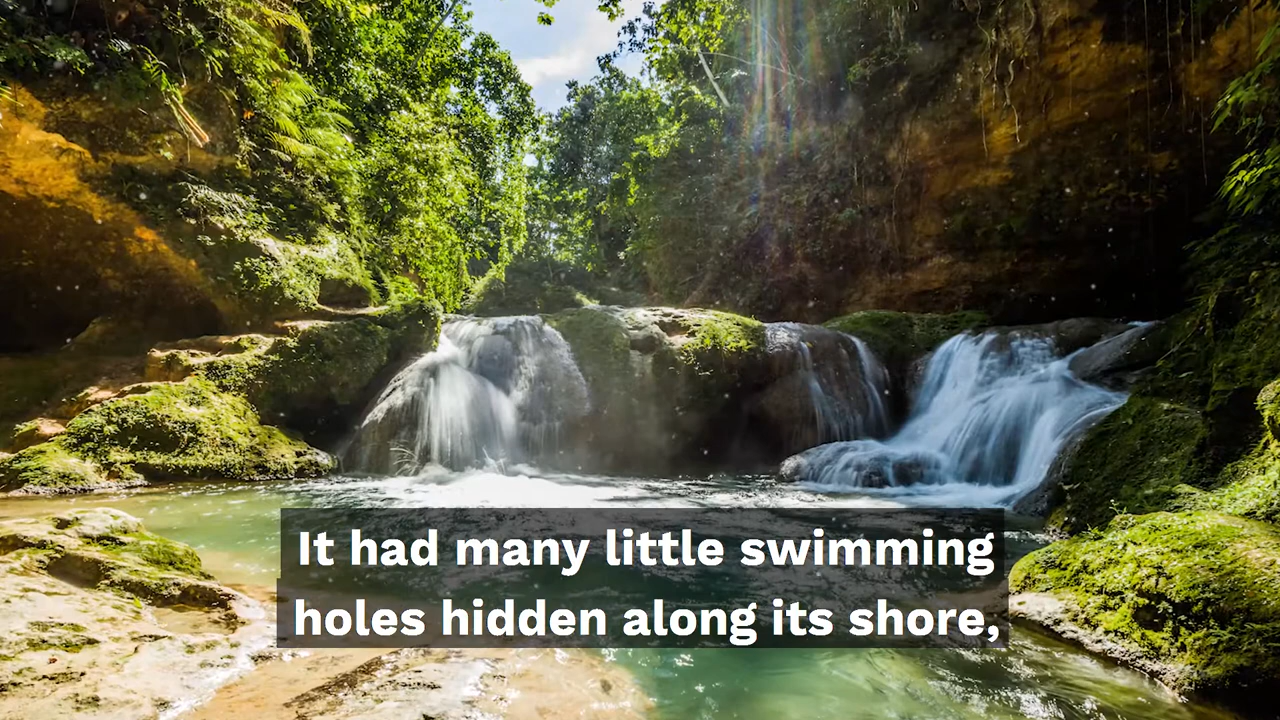 It had many little swimming
holes hidden along its shore,